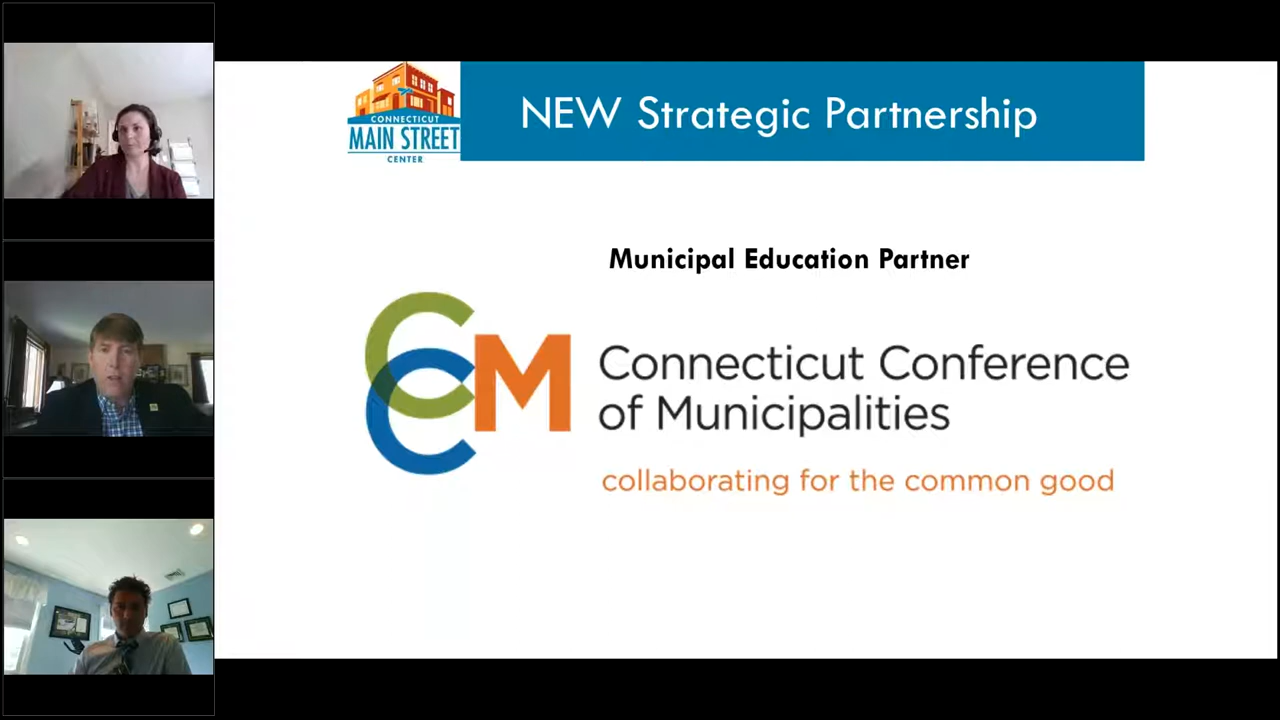 CONNECTICUT
MAIN STREET
CENTER
NEW Strategic Partnership
Municipal Education Partner
CCM
Connecticut Conference
of Municipalities
collaborating for the common good